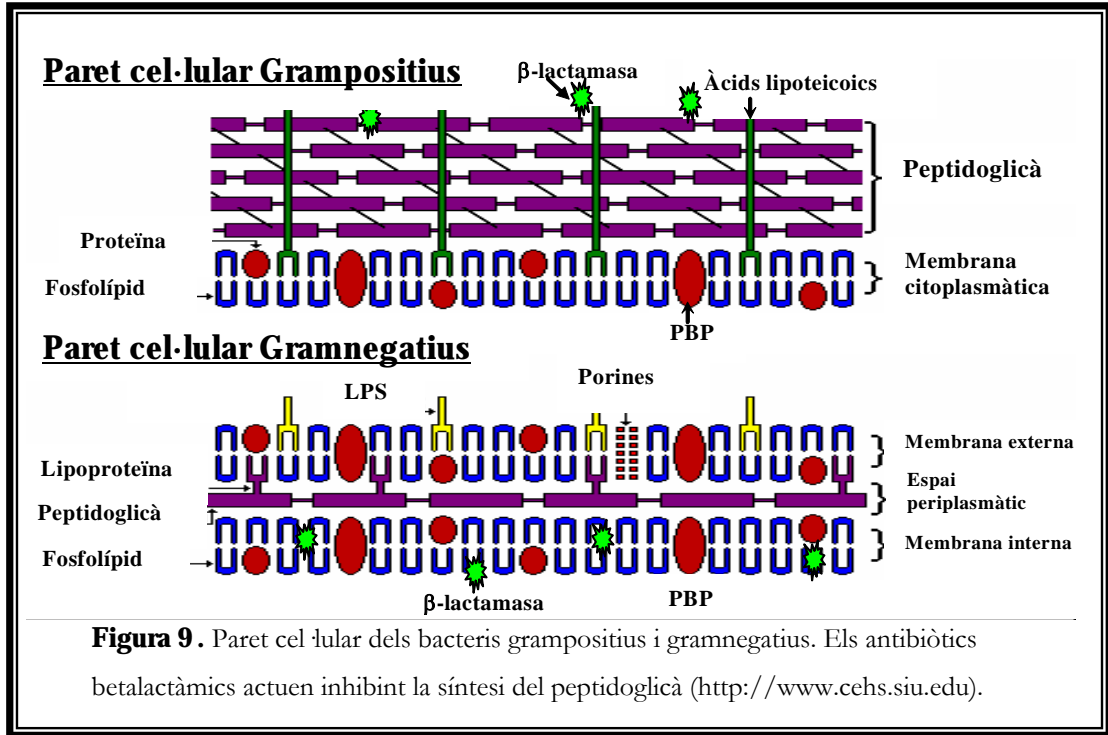 Paret cel·lular Grampositius
β-lactamasa
Àcids lipoteicoics
Peptidoglicà
Proteïna
Fosfolípid
Membrana
citoplasmàtica
PBP
Paret cel·lular Gramnegatius
LPS
Porines
Membrana externa
Lipoproteïna
Espai
periplasmàtic
Peptidoglicà
Fosfolípid
Membrana interna
β-lactamasa
PBP
Figura 9. Paret cel·lular dels bacteris grampositius i gramnegatius. Els antibiòtics
betalactàmics actuen inhibint la síntesi del peptidoglicà (http://www.cehs.siu.edu).